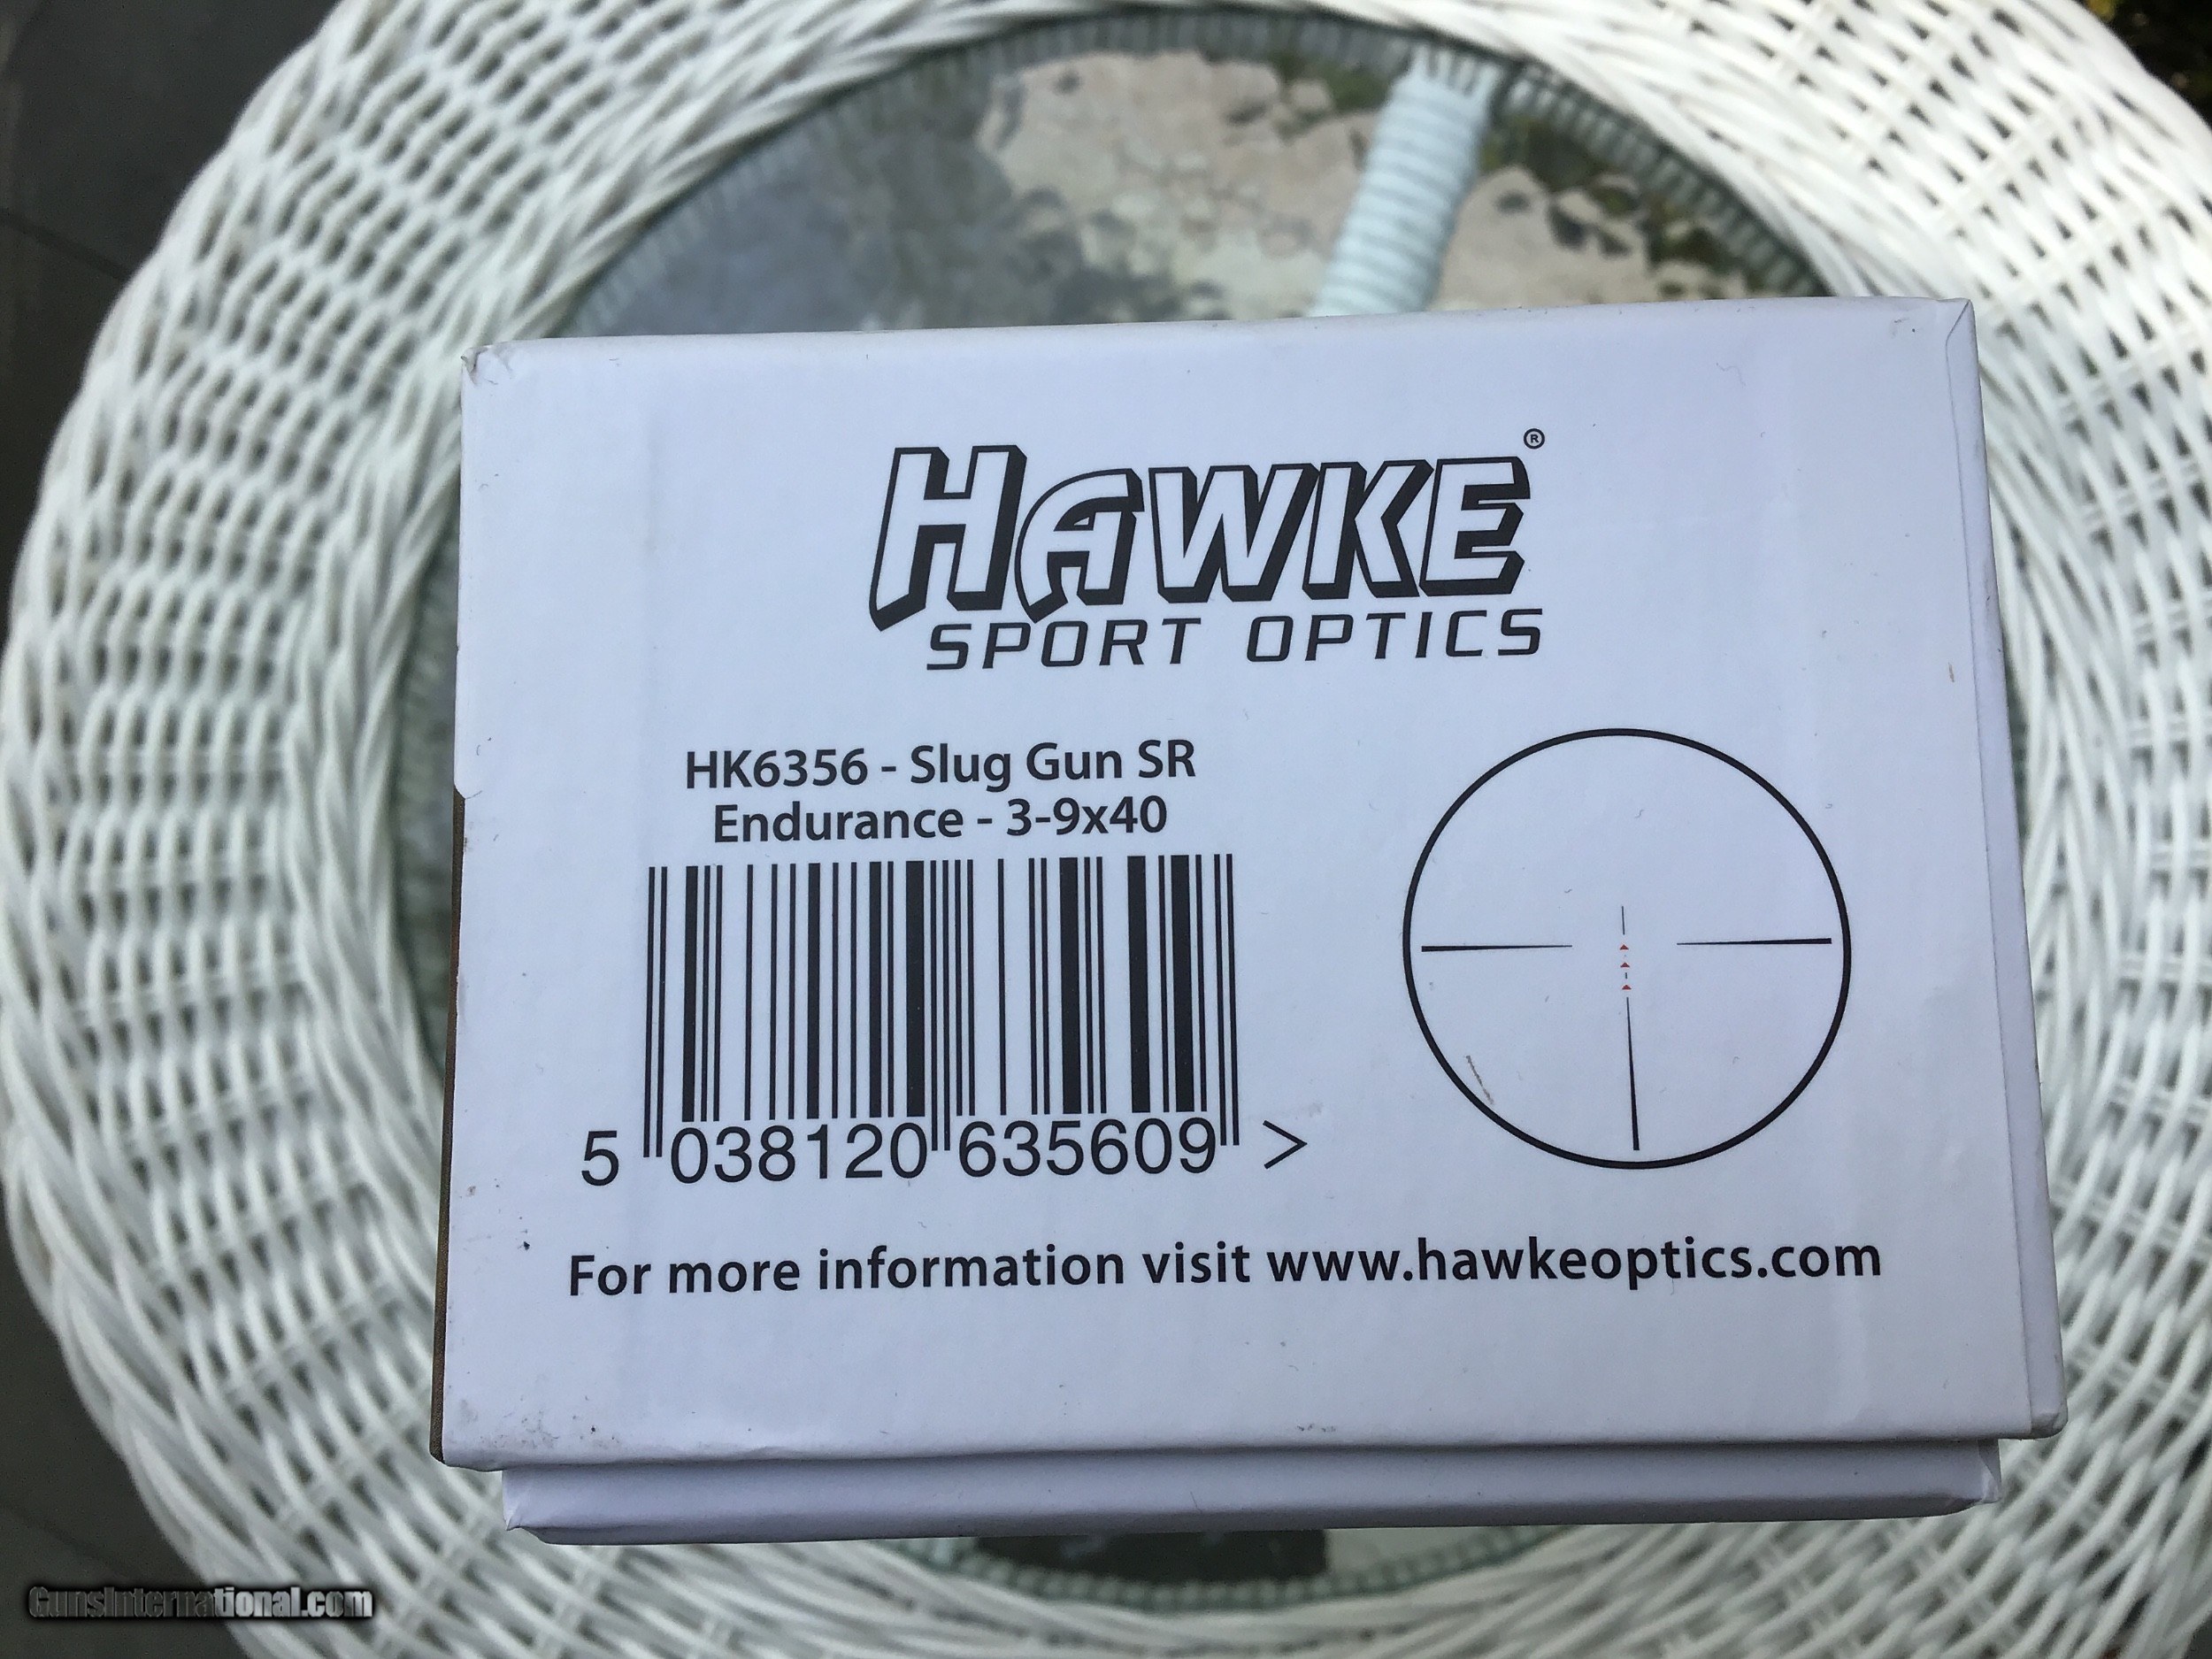 HAWKE®
SPORT OPTICS
HK6356 - Slug Gun SR
Endurance - 3-9x40
5 038120 635609 >
For more information visit www.hawkeoptics.com
GunsInternational.com